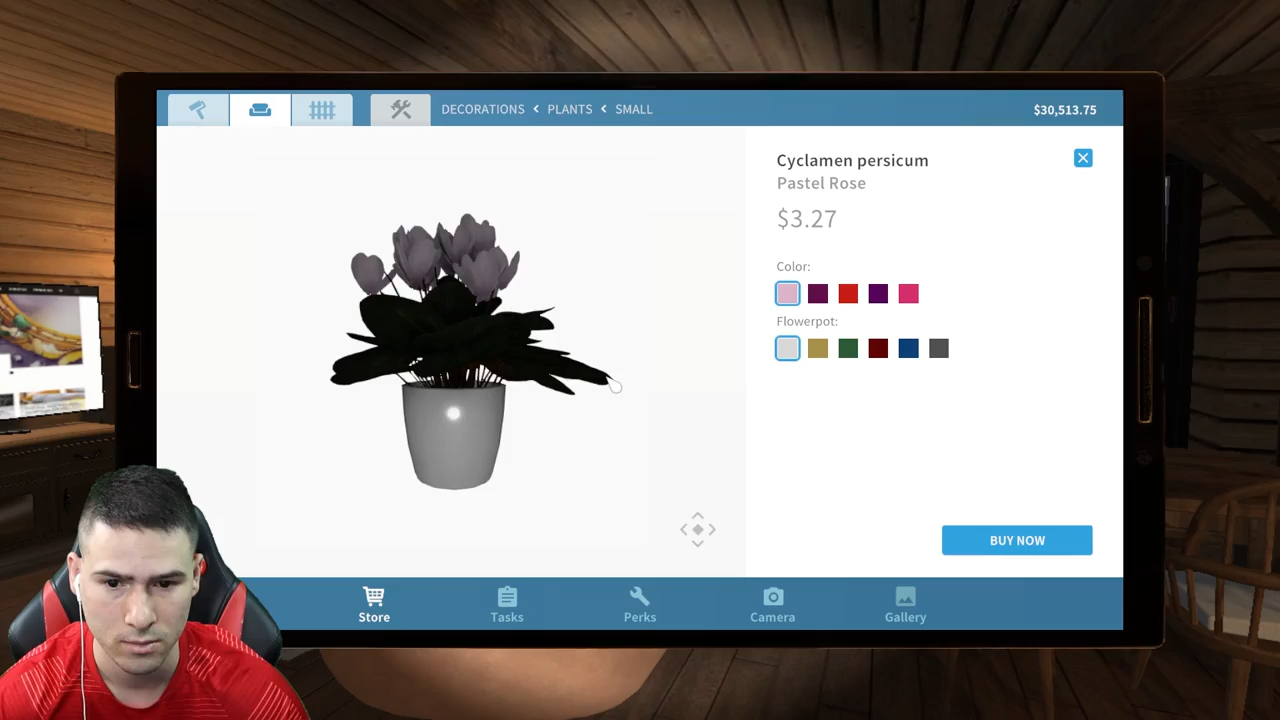 DECORATIONS < PLANTS < SMALL
$30,513.75
Cyclamen persicum
Pastel Rose
$3.27
Color:
Flowerpot:
BUY NOW
Store
Tasks
Perks
Camera
Gallery